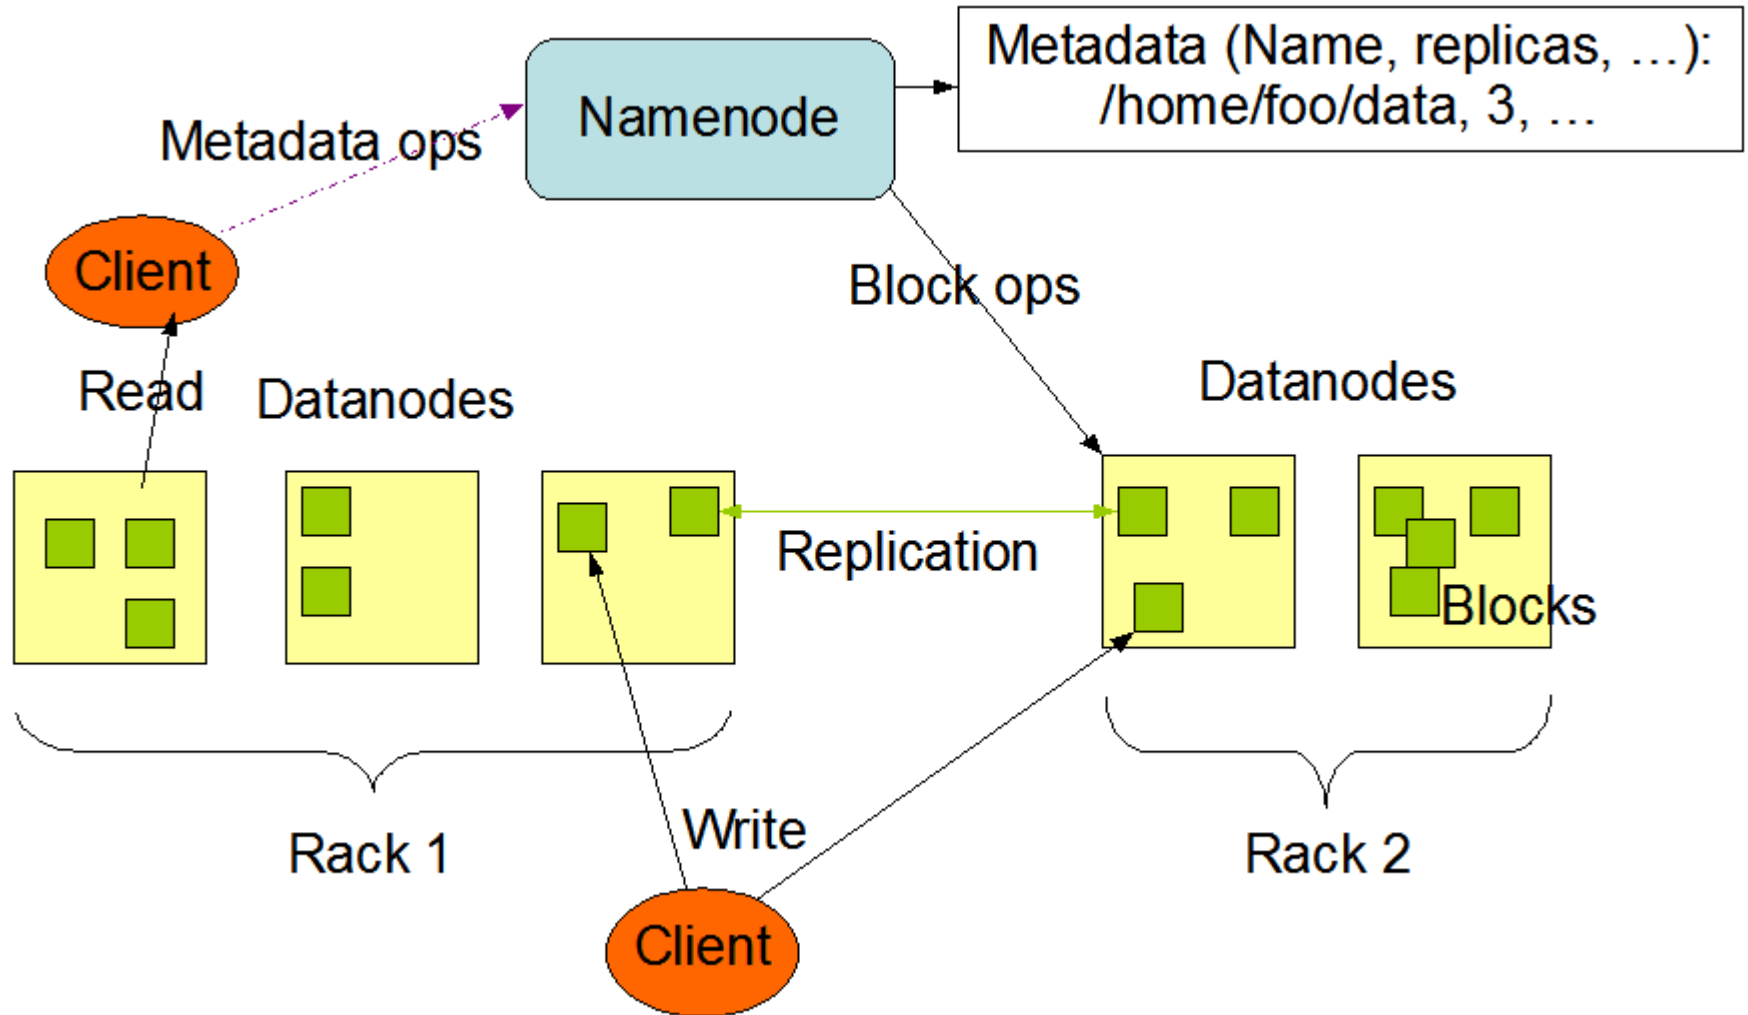 Metadata (Name, replicas, …):
/home/foo/data, 3, …
Namenode
Metadata ops
Client
Block ops
Read
Datanodes
Datanodes
Replication
Blocks
Rack 1
Write
Rack 2
Client